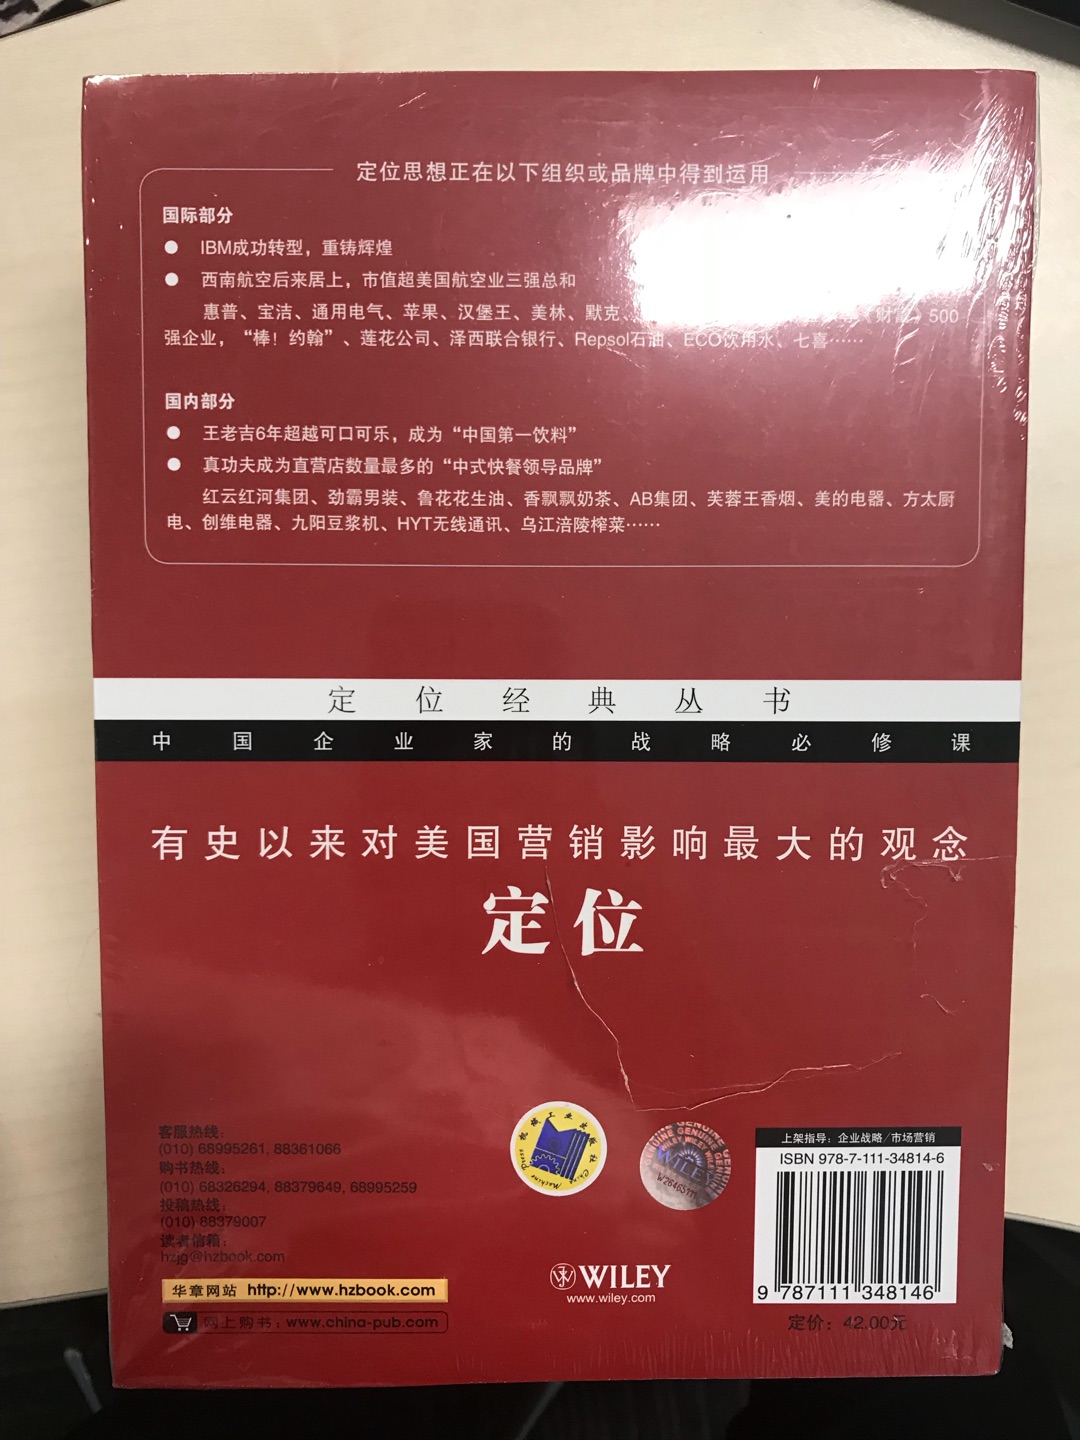 定位思想正在以下组织或品牌中得到运用
国际部分
● IBM成功转型，重铸辉煌
● 西南航空后来居上，市值超美国航空业三强总和
惠普、宝洁、通用电气、苹果、汉堡王、美林、默克、《财富》500
强企业，“棒！约翰”、莲花公司、泽西联合银行、Repsol石油、ECO饮用水、七喜……
国内部分
● 王老吉6年超越可口可乐，成为“中国第一饮料”
● 真功夫成为直营店数量最多的“中式快餐领导品牌”
红云红河集团、劲霸男装、鲁花花生油、香飘飘奶茶、AB集团、芙蓉王香烟、美的电器、方太厨
电、创维电器、九阳豆浆机、HYT无线通讯、乌江涪陵榨菜……
定位经典丛书
中国企业家的战略必修课
有史以来对美国营销影响最大的观念
定位
客服热线：
(010) 68995261, 88361066
购书热线：
(010) 68326294, 88379649, 68995259
投稿热线：
(010) 88379007
读者信箱：
hzjg@hzbook.com
华章网站 http://www.hzbook.com
网上购书：www.china-pub.com
机械工业出版社
China Machine Press
GENUINE
WILEY
W2646311
WILEY
www.wiley.com
上架指导：企业战略/市场营销
ISBN 978-7-111-34814-6
9 787111 348146
定价：42.00元